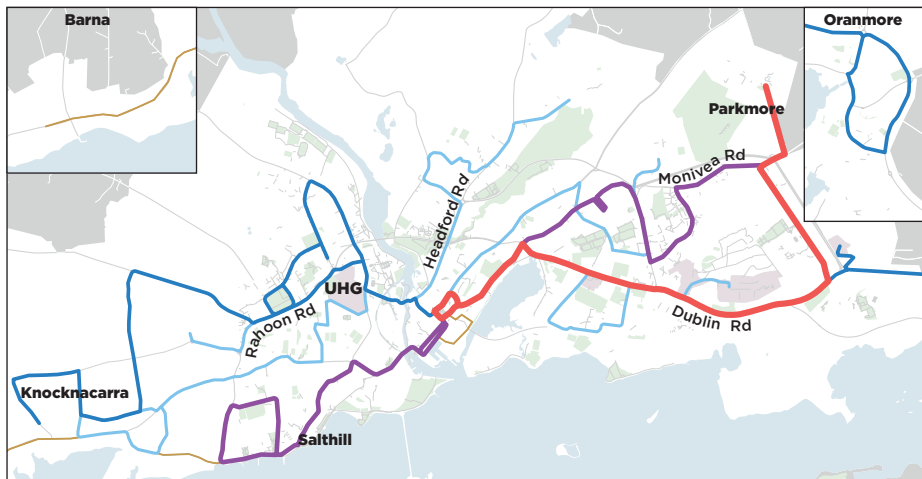 Barna
Oranmore
Parkmore
Monivea Rd
Headford Rd
UHG
Rahoon Rd
Dublin Rd
Knocknacarra
Salthill